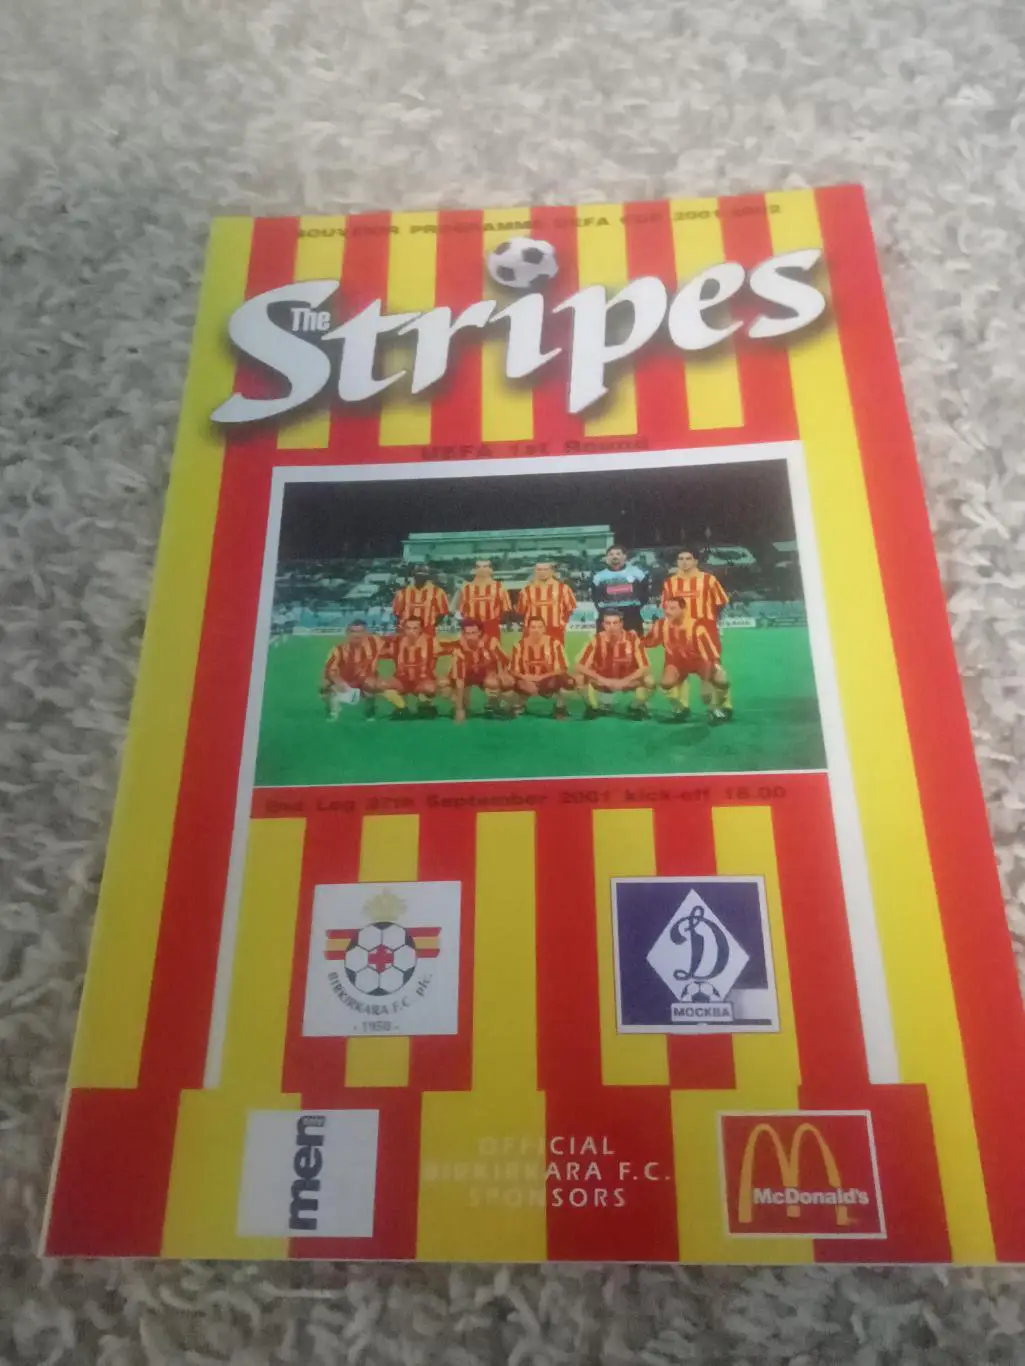 SOUVENIR PROGRAMME UEFA CUP 2001-2002
The Stripes
UEFA 1st Round
2nd Leg 27th September 2001 kick-off 18.00
BIRKIRKARA F.C. plc.
- 1950 -
Д
МОСКВА
men
OFFICIAL
BIRKIRKARA F.C.
SPONSORS
McDonald's